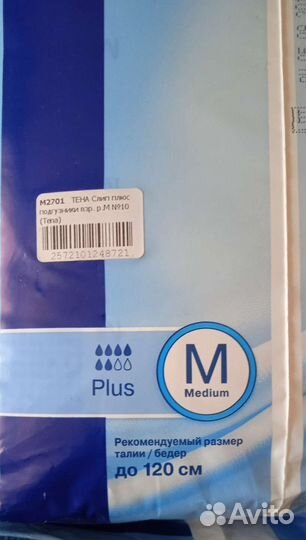 M2701 ТЕНА Слип плюс
подгузники взр. р.М №10
(Tena)
2572101248721
Plus
M
Medium
Рекомендуемый размер
талии / бедер
до 120 см
Avito